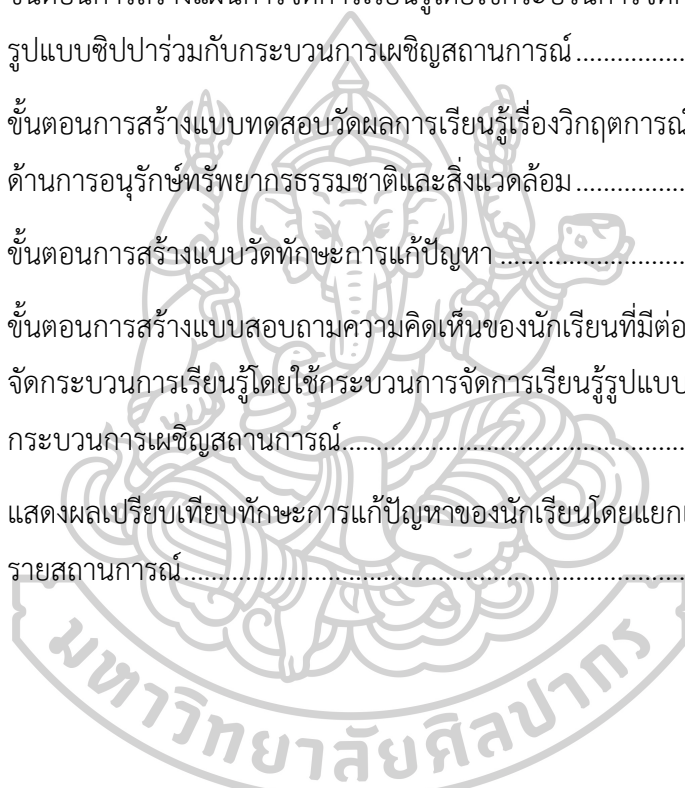 รูปแบบซิปปาร่วมกับกระบวนการเผชิญสถานการณ์
ขั้นตอนการสร้างแบบทดสอบวัดผลการเรียนรู้เรื่องวิกฤตการณ์
ด้านการอนุรักษ์ทรัพยากรธรรมชาติและสิ่งแวดล้อม
ขั้นตอนการสร้างแบบวัดทักษะการแก้ปัญหา
ขั้นตอนการสร้างแบบสอบถามความคิดเห็นของนักเรียนที่มีต่อ
จัดกระบวนการเรียนรู้โดยใช้กระบวนการจัดการเรียนรู้รูปแบบ
กระบวนการเผชิญสถานการณ์
แสดงผลเปรียบเทียบทักษะการแก้ปัญหาของนักเรียนโดยแยก
รายสถานการณ์
มหาวิทยาลัยศิลปากร